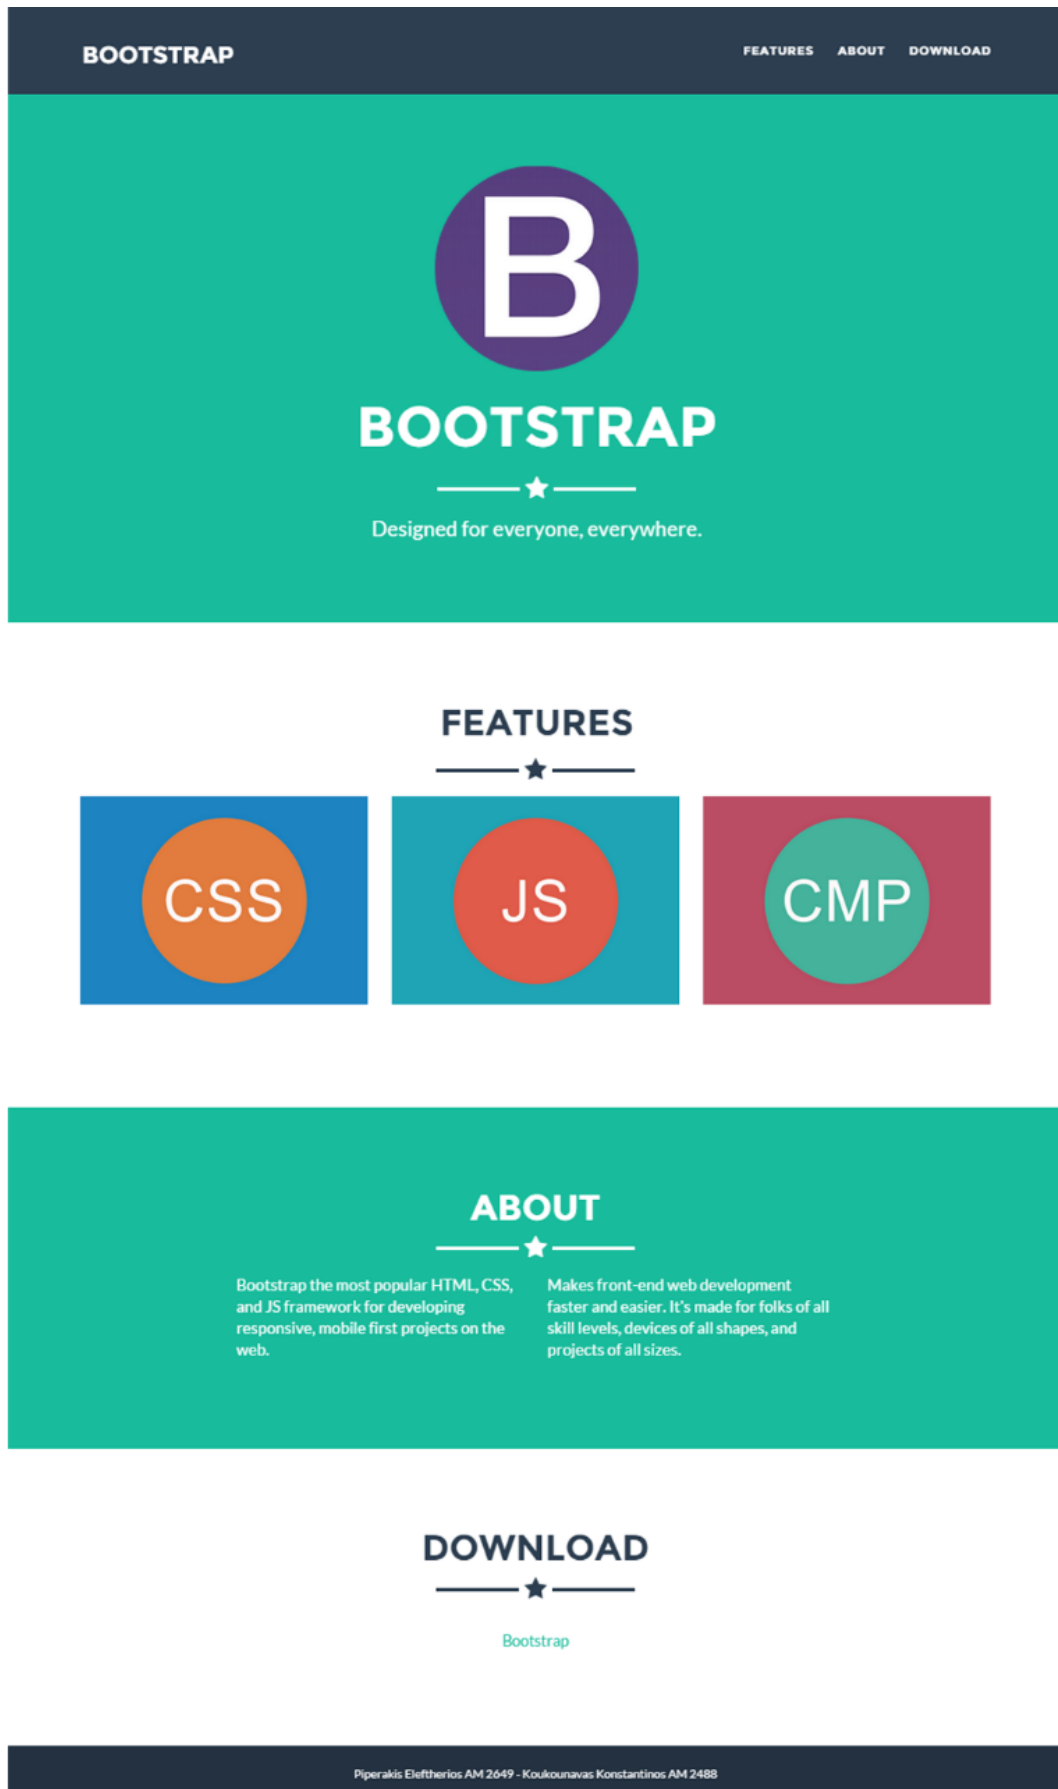 BOOTSTRAP
FEATURES ABOUT DOWNLOAD
B
BOOTSTRAP
Designed for everyone, everywhere.
FEATURES
CSS
JS
CMP
ABOUT
Bootstrap the most popular HTML, CSS,
and JS framework for developing
responsive, mobile first projects on the
web.
Makes front-end web development
faster and easier. It's made for folks of all
skill levels, devices of all shapes, and
projects of all sizes.
DOWNLOAD
Bootstrap
Piperakis Eleftherios AM 2649 - Koukounavas Konstantinos AM 2488